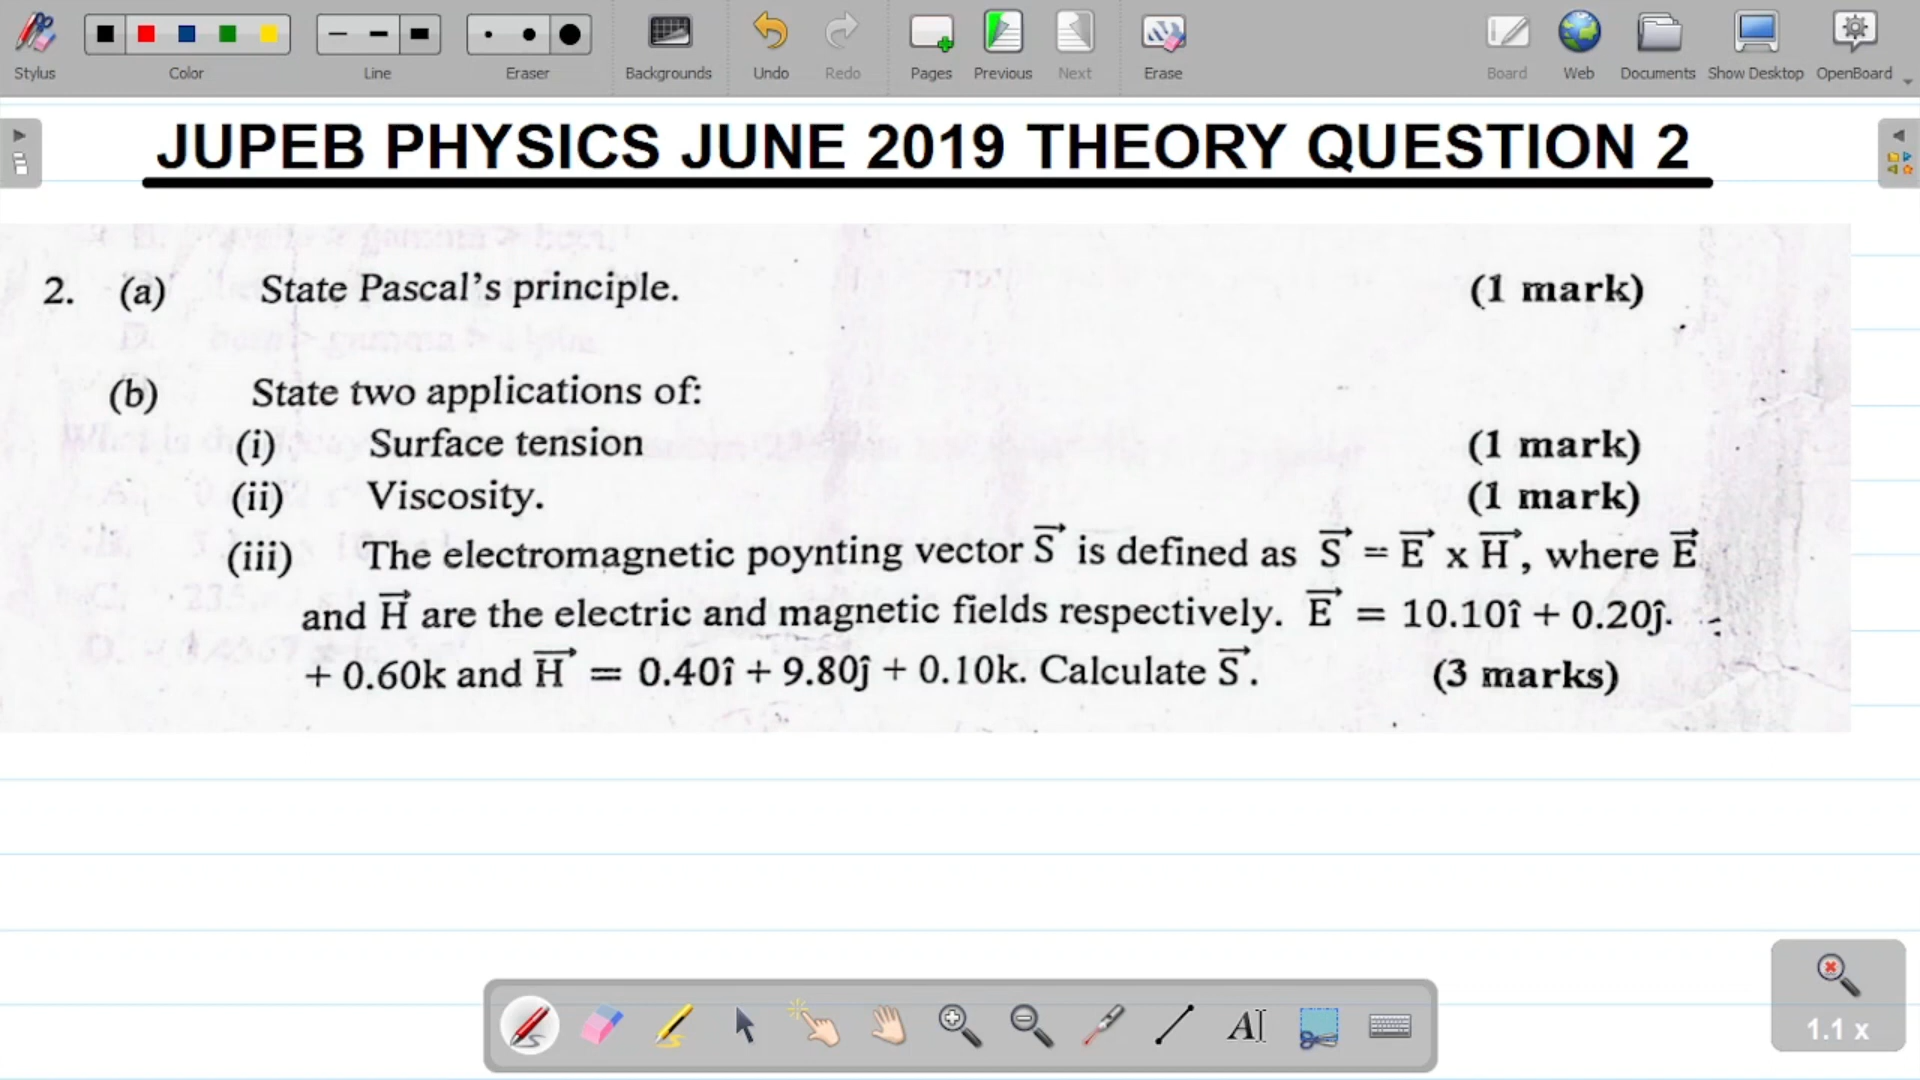 Stylus Color Line Eraser Backgrounds Undo Redo Pages Previous Next Erase Board Web Documents Show Desktop OpenBoard
JUPEB PHYSICS JUNE 2019 THEORY QUESTION 2
2. (a) State Pascal's principle. (1 mark)
(b) State two applications of:
(i) Surface tension (1 mark)
(ii) Viscosity. (1 mark)
(iii) The electromagnetic poynting vector S⃗ is defined as S⃗ = E⃗ x H⃗, where E⃗
and H⃗ are the electric and magnetic fields respectively. E⃗ = 10.10î + 0.20ĵ
+ 0.60k and H⃗ = 0.40î + 9.80ĵ + 0.10k. Calculate S⃗. (3 marks)
1.1 x